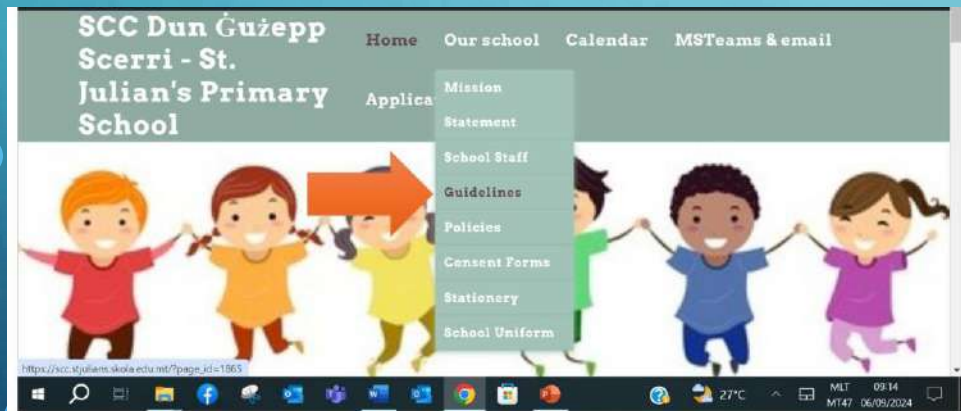 SCC Dun Ġużepp
Scerri - St.
Julian's Primary
School
Home Our school Calendar MSTeams & email
Applica
Mission
Statement
School Staff
Guidelines
Policies
Consent Forms
Stationery
School Uniform
https://scc.stjulians.skola.edu.mt/?page_id=1865
27°C
MLT
MT47
09:14
06/09/2024